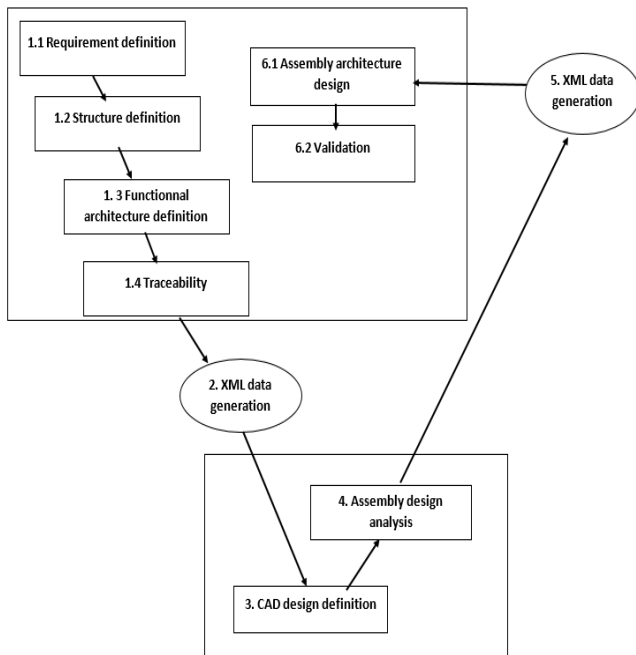 1.1 Requirement definition
1.2 Structure definition
1. 3 Functionnal
architecture definition
1.4 Traceability
6.1 Assembly architecture
design
6.2 Validation
5. XML data
generation
2. XML data
generation
4. Assembly design
analysis
3. CAD design definition